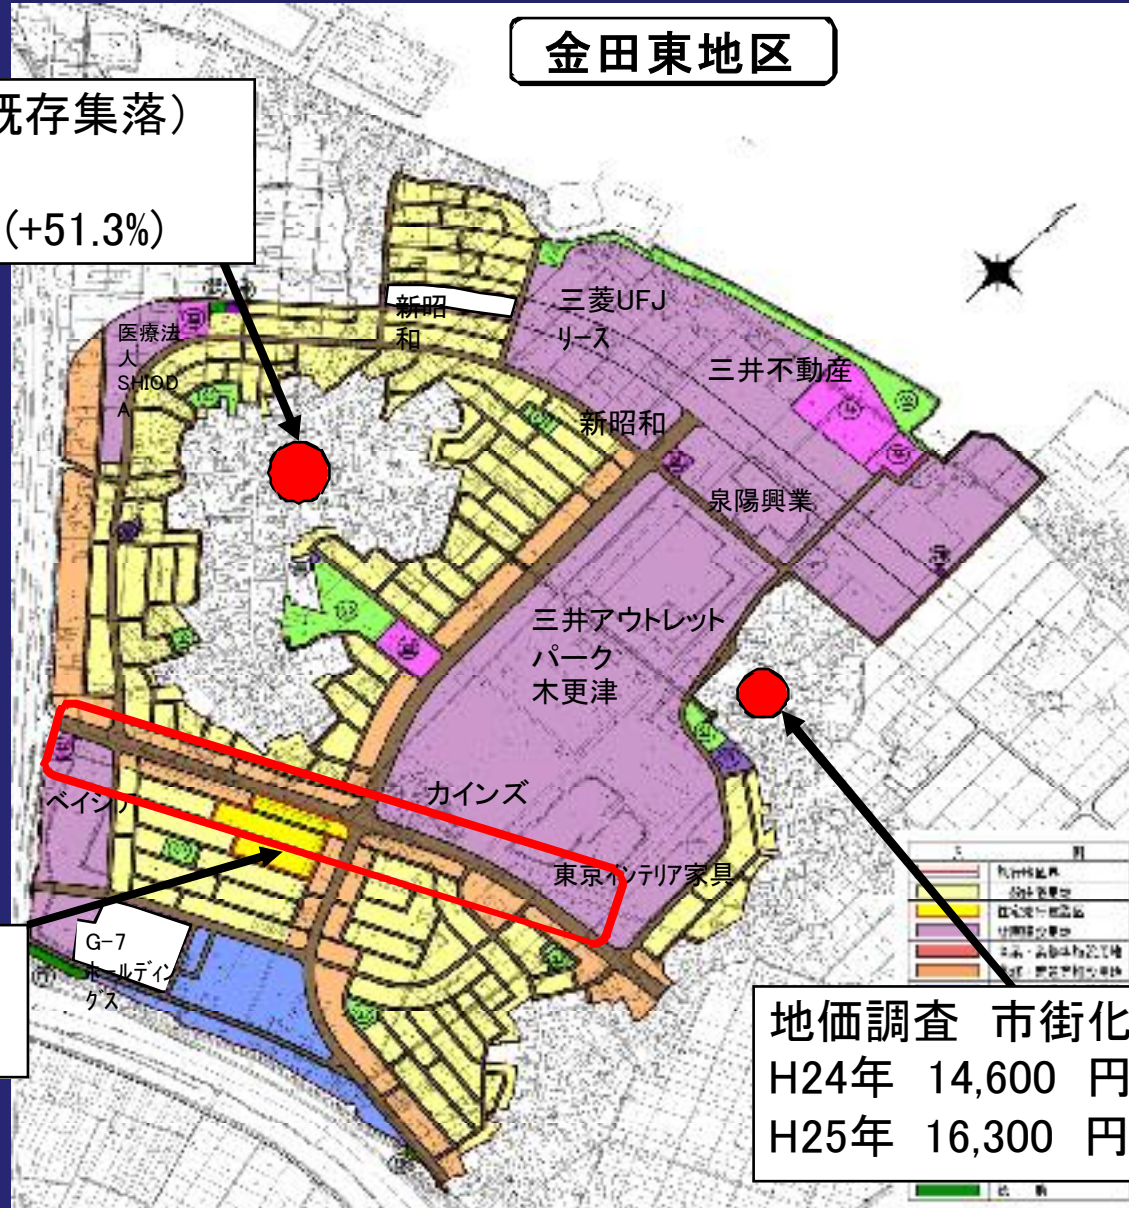 金田東地区
既存集落）
(+51.3%)
新昭
和
三菱UFJ
リース
医療法
人
SHIOD
A
三井不動産
新昭和
泉陽興業
三井アウトレット
パーク
木更津
カインズ
ベイシア
東京インテリア家具
G-7
ホールディン
グス
地価調査 市街化
H24年 14,600 円
H25年 16,300 円